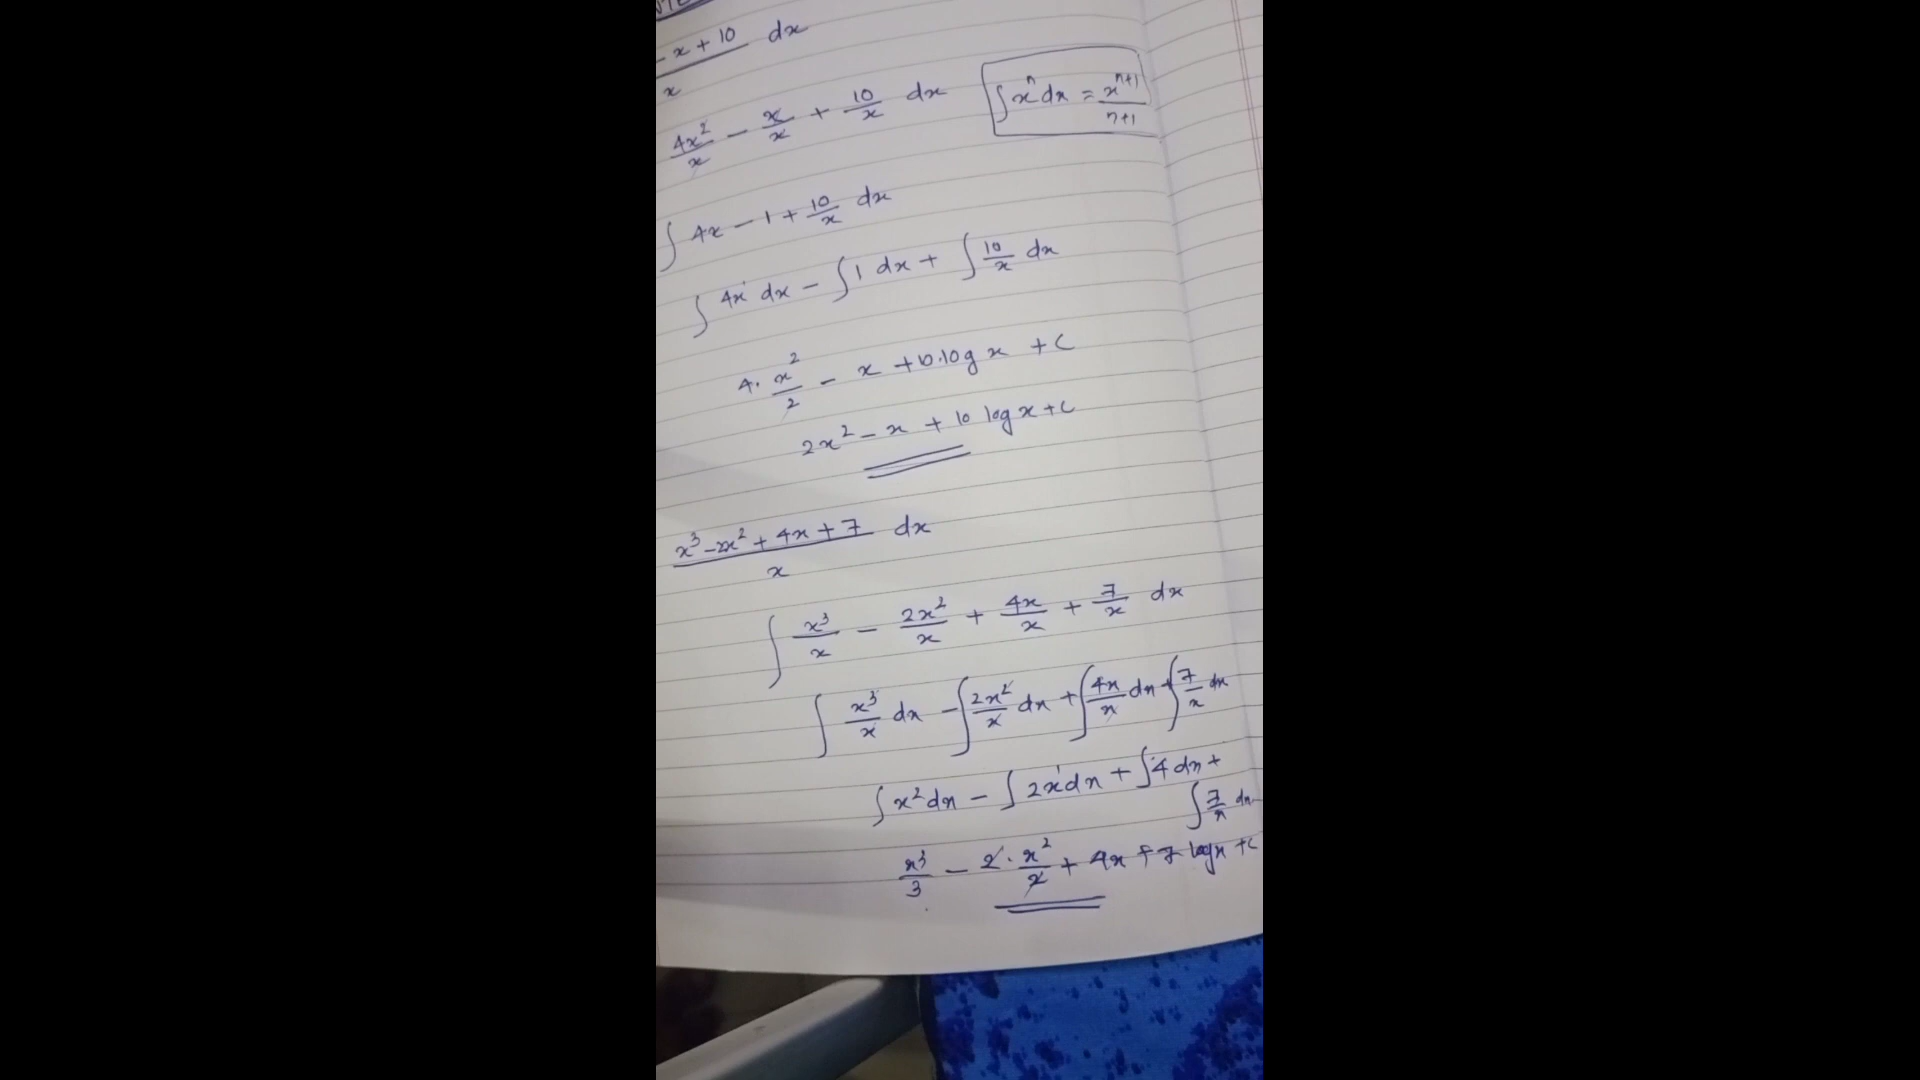 - x + 10 dx
x
4x²/x - x/x + 10/x dx
∫xⁿ dx = xⁿ⁺¹/n+1
∫ 4x - 1 + 10/x dx
∫ 4x¹ dx - ∫1 dx + ∫ 10/x dx
4. x²/2 - x + 10.log x + C
2x² - x + 10 log x + C
x³ - 2x² + 4x + 7 dx
x
∫ x³/x - 2x²/x + 4x/x + 7/x dx
∫ x³/x dx - ∫ 2x²/x dx + ∫ 4x/x dx + ∫ 7/x dx
∫ x² dx - ∫ 2x¹ dx + ∫ 4 dx +
∫ 7/x dx
x³/3 - 2 . x²/2 + 4x + 7 log x + C